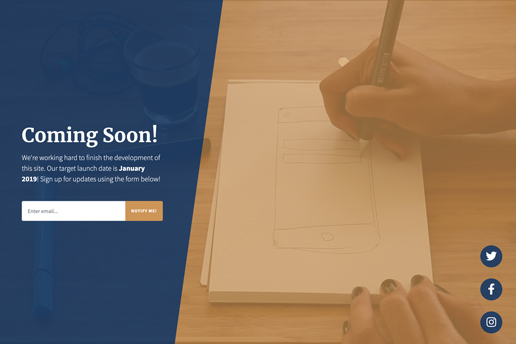 Coming Soon!
We're working hard to finish the development of
this site. Our target launch date is January
2019! Sign up for updates using the form below!
Enter email...
NOTIFY ME!